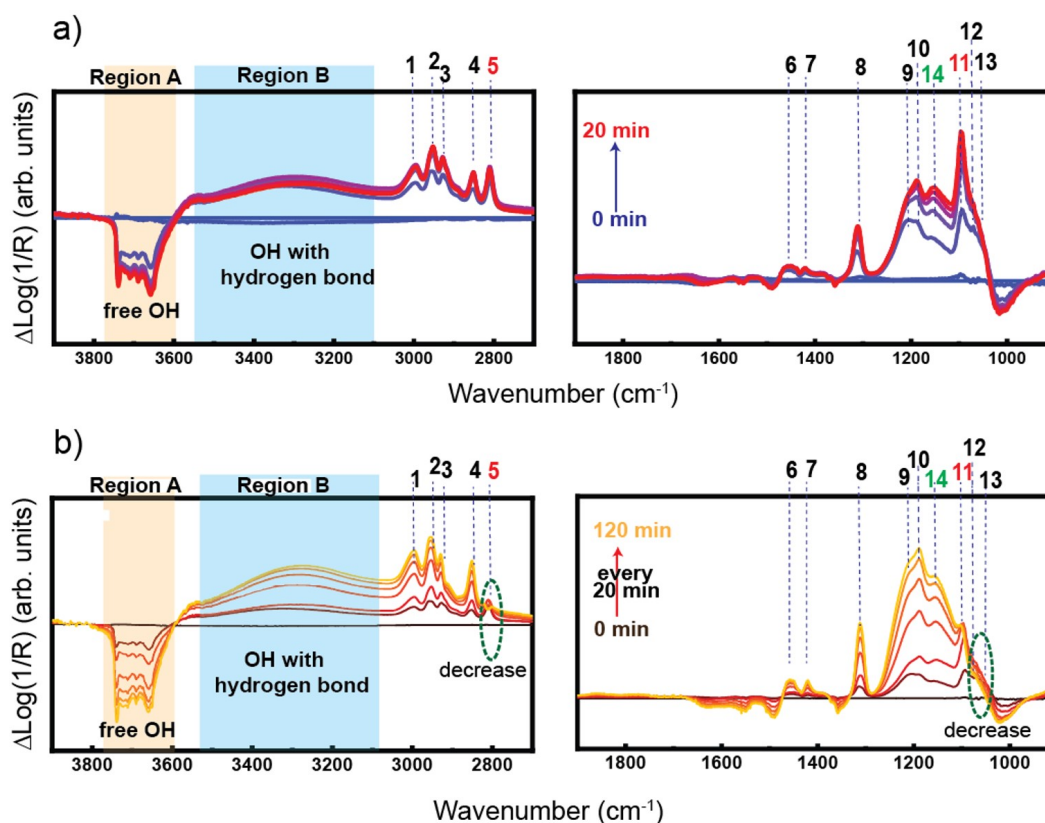 a)
Region A
Region B
1 2 3 4 5
free OH
OH with
hydrogen bond
3800 3600 3400 3200 3000 2800
6 7 8 9 10 14 11 12 13
20 min
0 min
1800 1600 1400 1200 1000
ΔLog(1/R) (arb. units)
Wavenumber (cm-1)
b)
Region A
Region B
1 2 3 4 5
free OH
OH with
hydrogen bond
decrease
3800 3600 3400 3200 3000 2800
6 7 8 9 10 14 11 12 13
120 min
every
20 min
0 min
decrease
1800 1600 1400 1200 1000
ΔLog(1/R) (arb. units)
Wavenumber (cm-1)